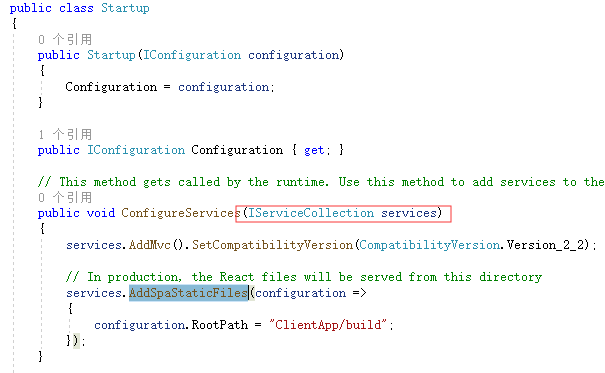 public class Startup
{
0 个引用
public Startup(IConfiguration configuration)
{
Configuration = configuration;
}
1 个引用
public IConfiguration Configuration { get; }
// This method gets called by the runtime. Use this method to add services to the
0 个引用
public void ConfigureServices(IServiceCollection services)
{
services.AddMvc().SetCompatibilityVersion(CompatibilityVersion.Version_2_2);
// In production, the React files will be served from this directory
services.AddSpaStaticFiles(configuration =>
{
configuration.RootPath = "ClientApp/build";
});
}